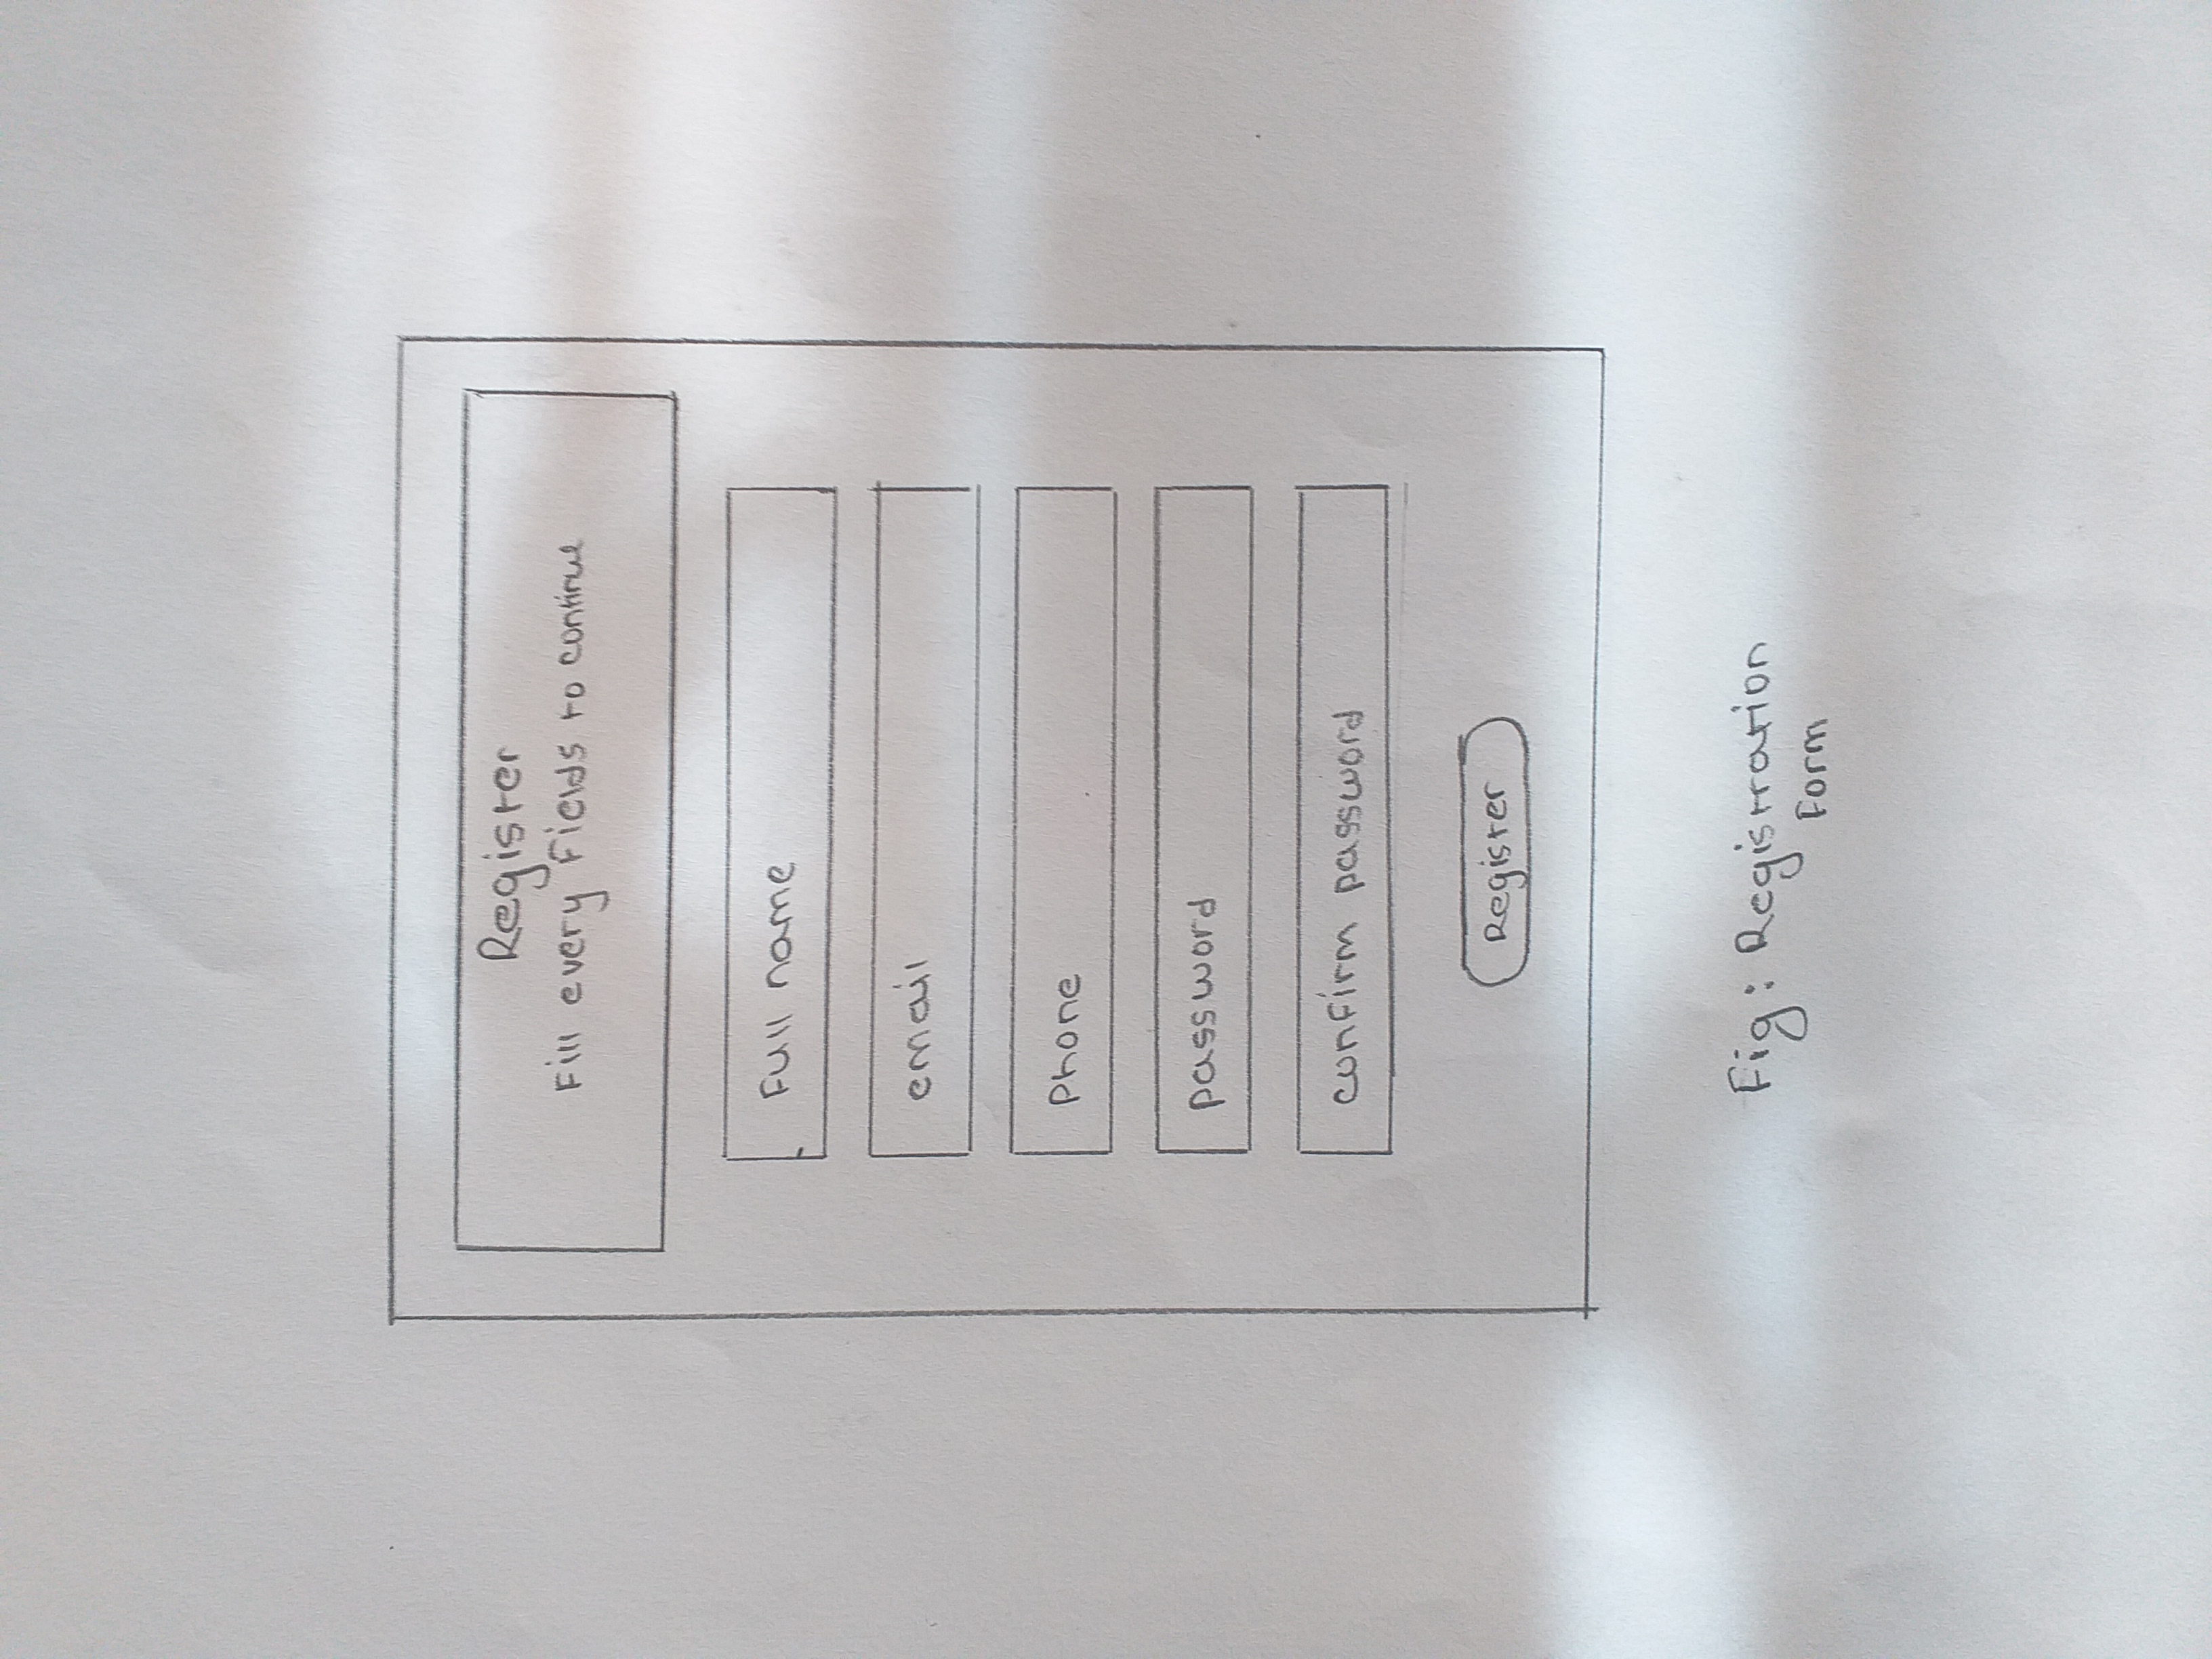 Register
Fill every fields to continue
Full name
email
Phone
password
confirm password
Register
Fig: Registration
Form